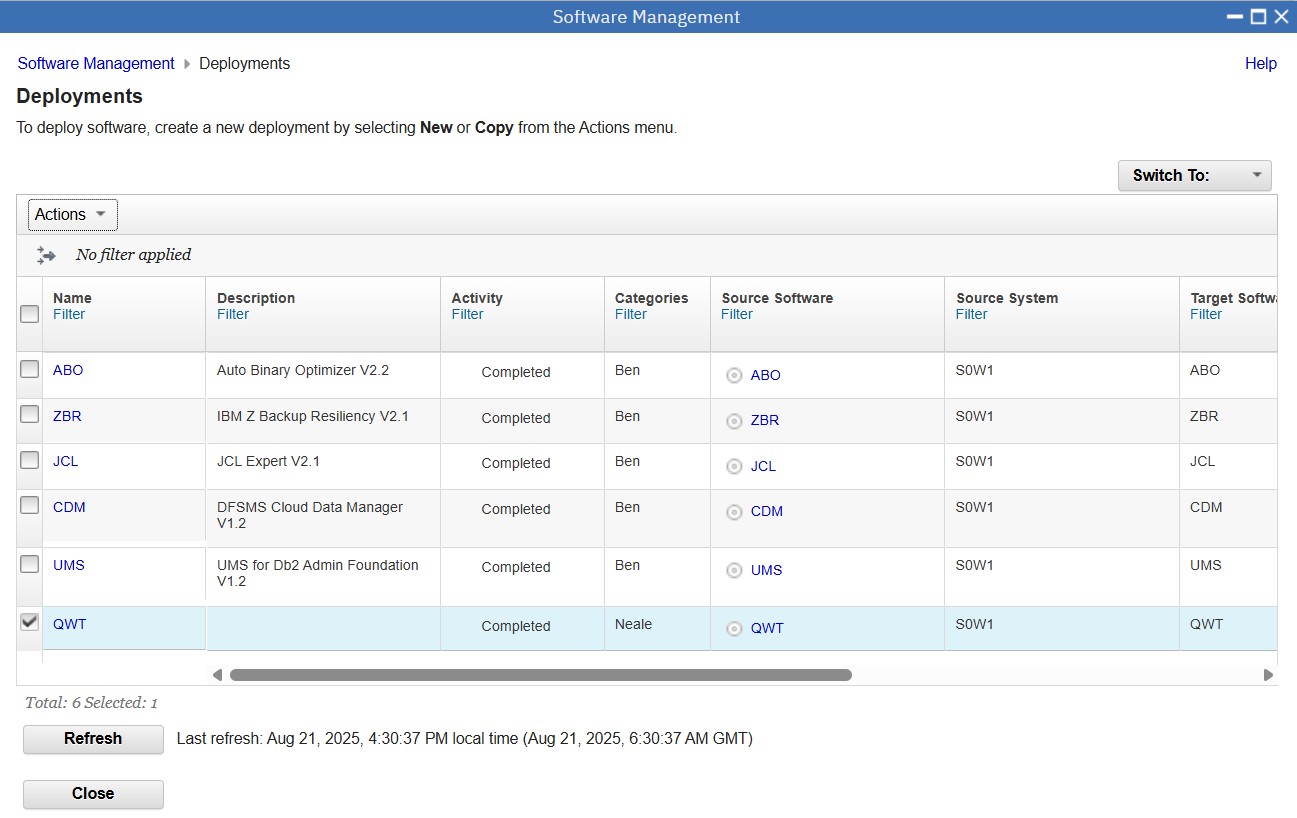 Software Management
Software Management Deployments Help
Deployments
To deploy software, create a new deployment by selecting New or Copy from the Actions menu.
Switch To:
Actions
No filter applied
Name Description Activity Categories Source Software Source System Target Softwa
Filter Filter Filter Filter Filter Filter Filter
ABO Auto Binary Optimizer V2.2 Completed Ben ABO S0W1 ABO
ZBR IBM Z Backup Resiliency V2.1 Completed Ben ZBR S0W1 ZBR
JCL JCL Expert V2.1 Completed Ben JCL S0W1 JCL
CDM DFSMS Cloud Data Manager Completed Ben CDM S0W1 CDM
V1.2
UMS UMS for Db2 Admin Foundation Completed Ben UMS S0W1 UMS
V1.2
QWT Completed Neale QWT S0W1 QWT
Total: 6 Selected: 1
Refresh Last refresh: Aug 21, 2025, 4:30:37 PM local time (Aug 21, 2025, 6:30:37 AM GMT)
Close